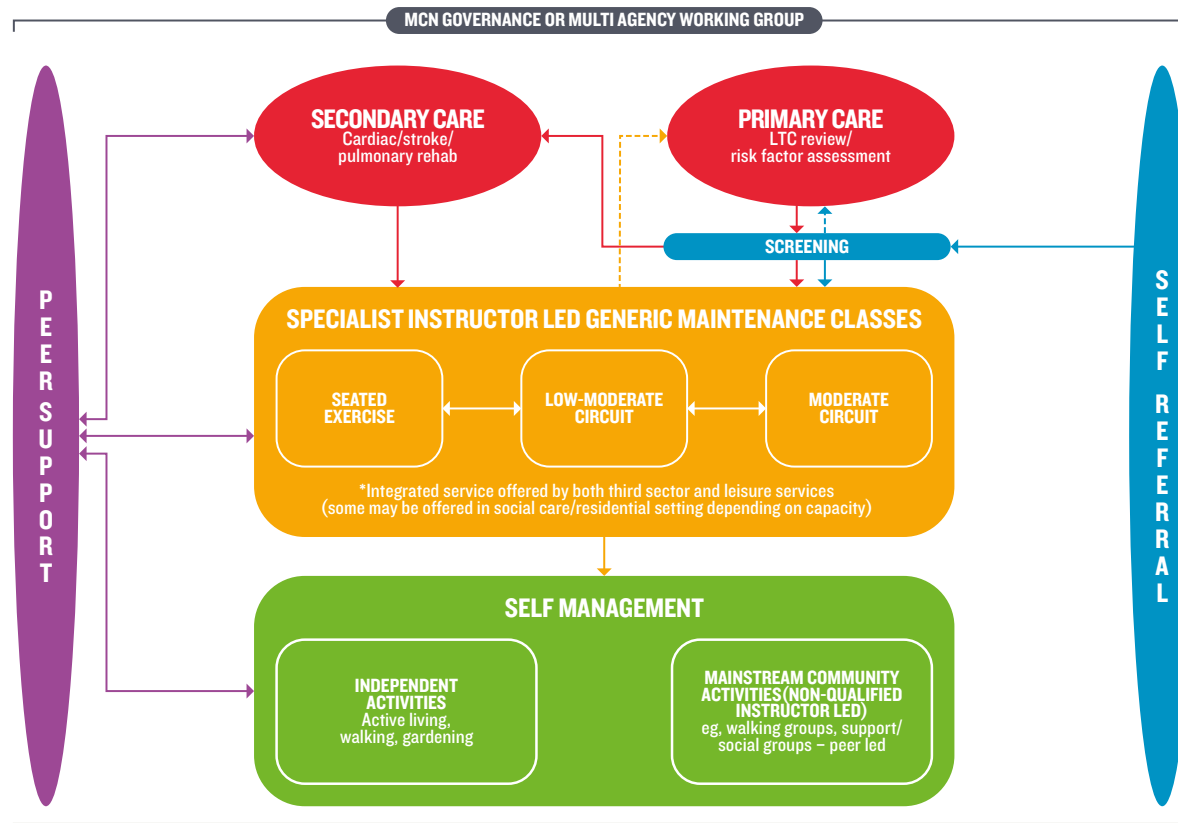 MCN GOVERNANCE OR MULTI AGENCY WORKING GROUP
SECONDARY CARE
Cardiac/stroke/
pulmonary rehab
PRIMARY CARE
LTC review/
risk factor assessment
SCREENING
PEER SUPPORT
SELF REFERRAL
SPECIALIST INSTRUCTOR LED GENERIC MAINTENANCE CLASSES
SEATED
EXERCISE
LOW-MODERATE
CIRCUIT
MODERATE
CIRCUIT
*Integrated service offered by both third sector and leisure services
(some may be offered in social care/residential setting depending on capacity)
SELF MANAGEMENT
INDEPENDENT
ACTIVITIES
Active living,
walking, gardening
MAINSTREAM COMMUNITY
ACTIVITIES(NON-QUALIFIED
INSTRUCTOR LED)
eg, walking groups, support/
social groups – peer led